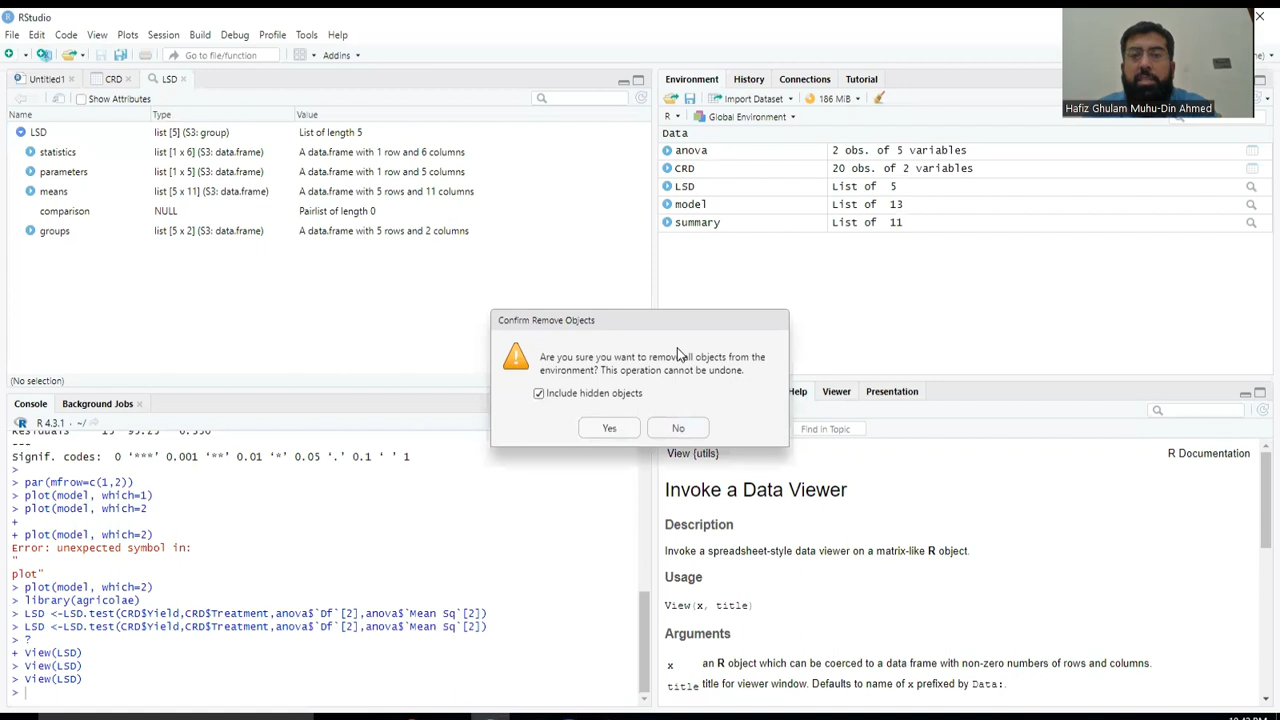 RStudio
File Edit Code View Plots Session Build Debug Profile Tools Help
Go to file/function Addins
Hafiz Ghulam Muhu-Din Ahmed
Untitled1 CRD LSD
Show Attributes
Name Type Value
LSD list [5] (S3: group) List of length 5
statistics list [1 x 6] (S3: data.frame) A data.frame with 1 row and 6 columns
parameters list [1 x 5] (S3: data.frame) A data.frame with 1 row and 5 columns
means list [5 x 11] (S3: data.frame) A data.frame with 5 rows and 11 columns
comparison NULL Pairlist of length 0
groups list [5 x 2] (S3: data.frame) A data.frame with 5 rows and 2 columns
(No selection)
Environment History Connections Tutorial
Import Dataset 186 MiB
R Global Environment
Data
anova 2 obs. of 5 variables
CRD 20 obs. of 2 variables
LSD List of 5
model List of 13
summary List of 11
Confirm Remove Objects
Are you sure you want to remove all objects from the
environment? This operation cannot be undone.
Include hidden objects
Yes No
Console Background Jobs
R 4.3.1 · ~/
---
Signif. codes: 0 ‘***’ 0.001 ‘**’ 0.01 ‘*’ 0.05 ‘.’ 0.1 ‘ ’ 1
>
> par(mfrow=c(1,2))
> plot(model, which=1)
> plot(model, which=2
+
+ plot(model, which=2)
Error: unexpected symbol in:
"
plot"
> plot(model, which=2)
> library(agricolae)
> LSD <-LSD.test(CRD$Yield,CRD$Treatment,anova$`Df`[2],anova$`Mean Sq`[2])
> LSD <-LSD.test(CRD$Yield,CRD$Treatment,anova$`Df`[2],anova$`Mean Sq`[2])
> ?
+ View(LSD)
> View(LSD)
> View(LSD)
>
Help Viewer Presentation
Find in Topic
View {utils} R Documentation
Invoke a Data Viewer
Description
Invoke a spreadsheet-style data viewer on a matrix-like R object.
Usage
View(x, title)
Arguments
x an R object which can be coerced to a data frame with non-zero numbers of rows and columns.
title title for viewer window. Defaults to name of x prefixed by Data:.